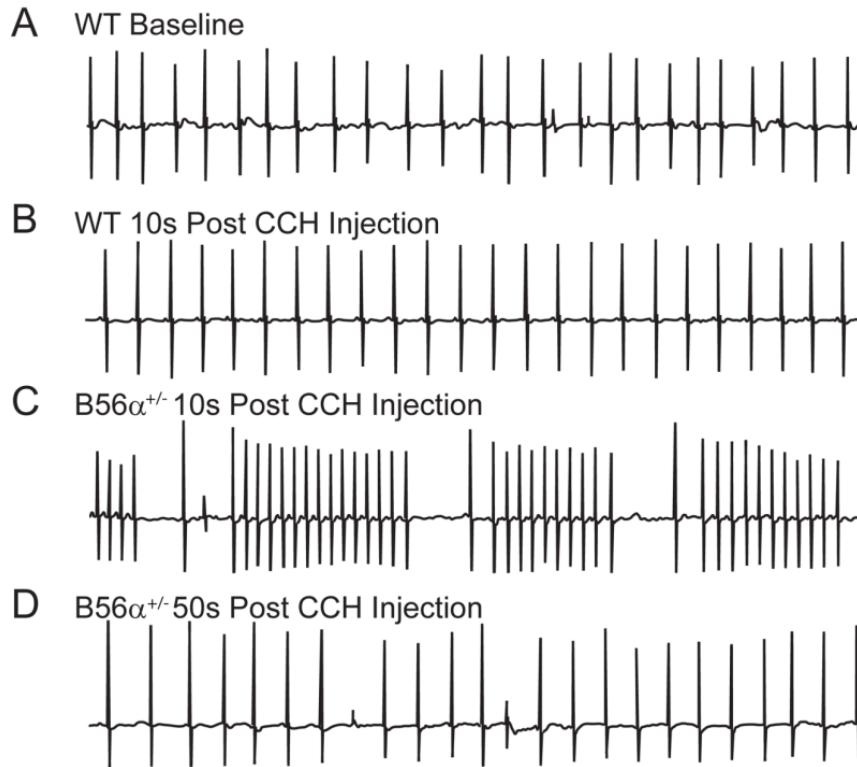 A WT Baseline
B WT 10s Post CCH Injection
C B56α+/- 10s Post CCH Injection
D B56α+/- 50s Post CCH Injection